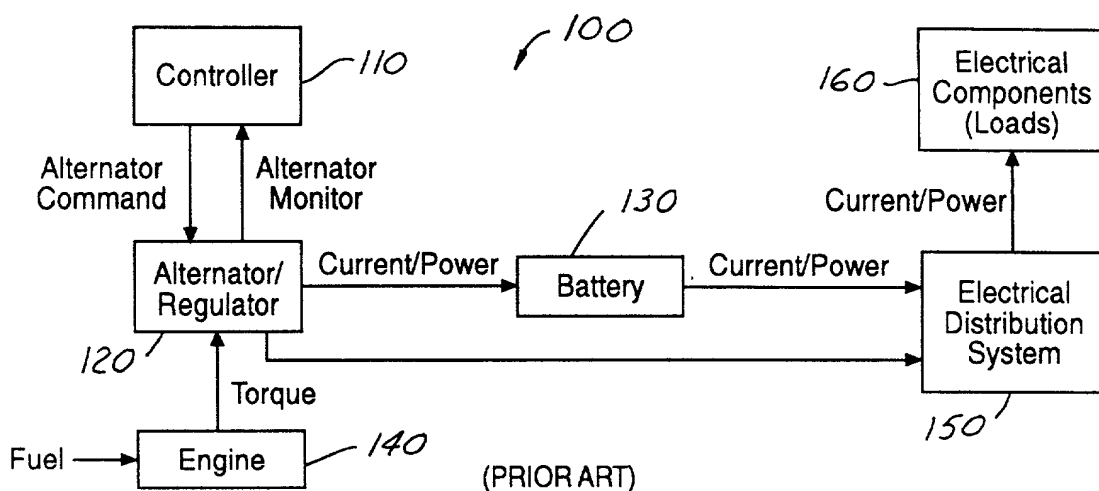 100
Controller
110
160
Electrical
Components
(Loads)
Alternator
Command
Alternator
Monitor
Current/Power
130
Alternator/
Regulator
Current/Power
Battery
Current/Power
Electrical
Distribution
System
120
Torque
150
Fuel
Engine
140
(PRIOR ART)